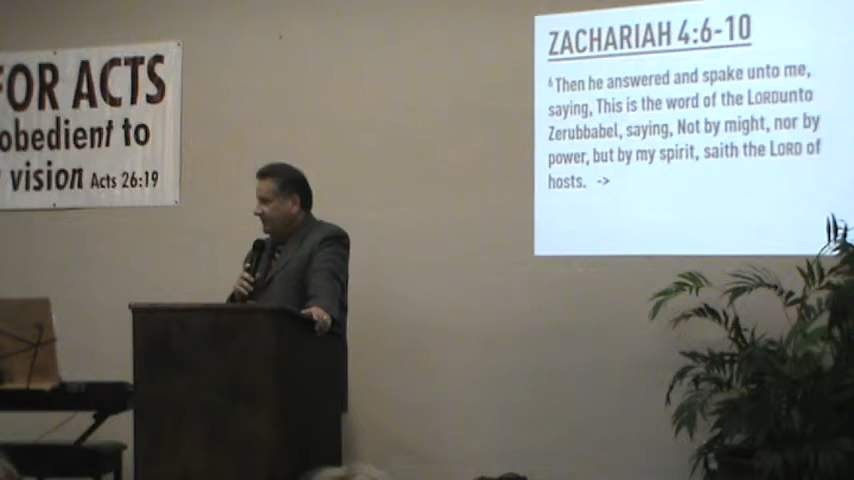 FOR ACTS
obedient to
vision Acts 26:19
ZACHARIAH 4:6-10
6 Then he answered and spake unto me,
saying, This is the word of the LORDunto
Zerubbabel, saying, Not by might, nor by
power, but by my spirit, saith the LORD of
hosts. ->